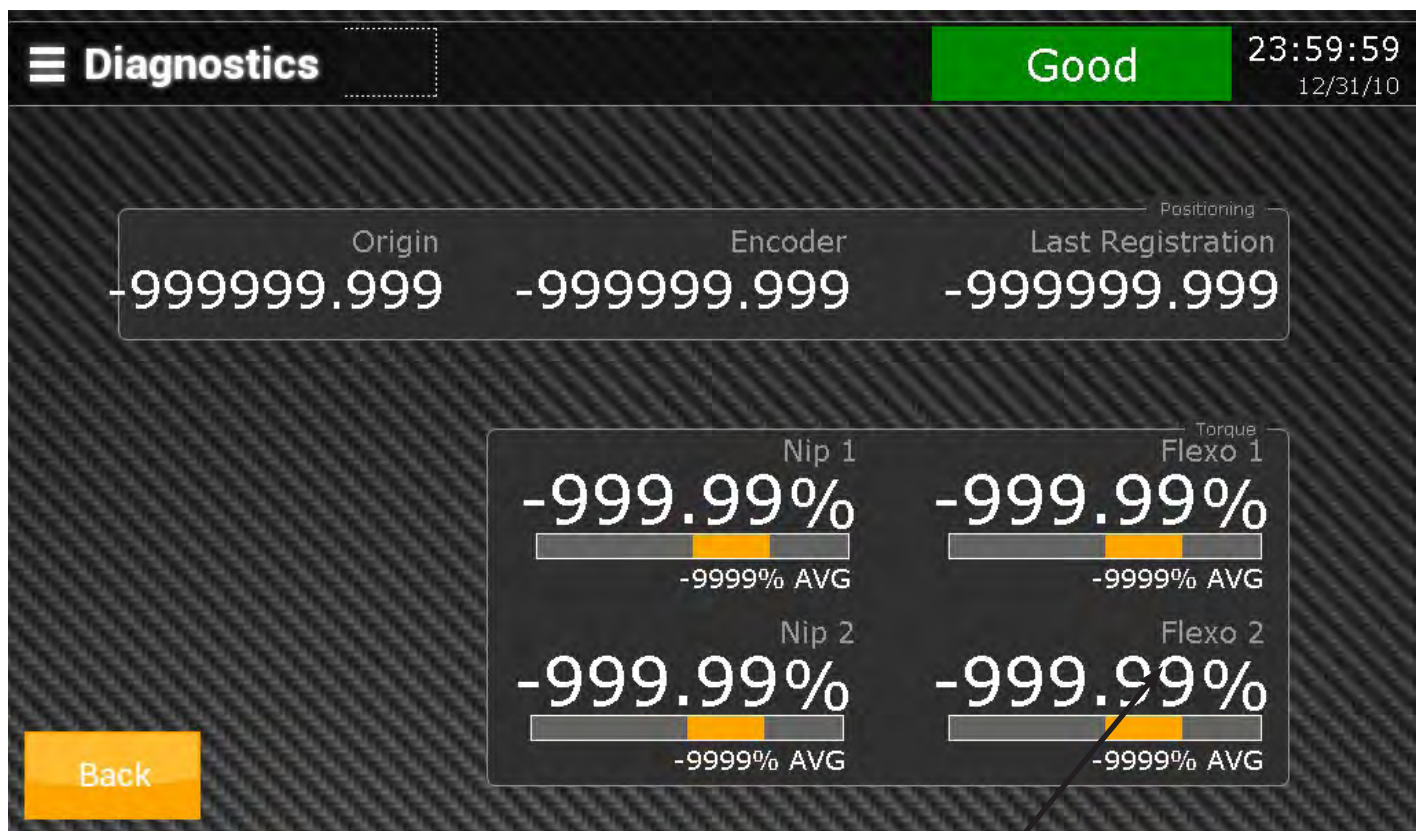 Diagnostics
Good
23:59:59
12/31/10
Positioning
Origin Encoder Last Registration
-999999.999 -999999.999 -999999.999
Torque
Nip 1 Flexo 1
-999.99% -999.99%
-9999% AVG -9999% AVG
Nip 2 Flexo 2
-999.99% -999.99%
-9999% AVG -9999% AVG
Back